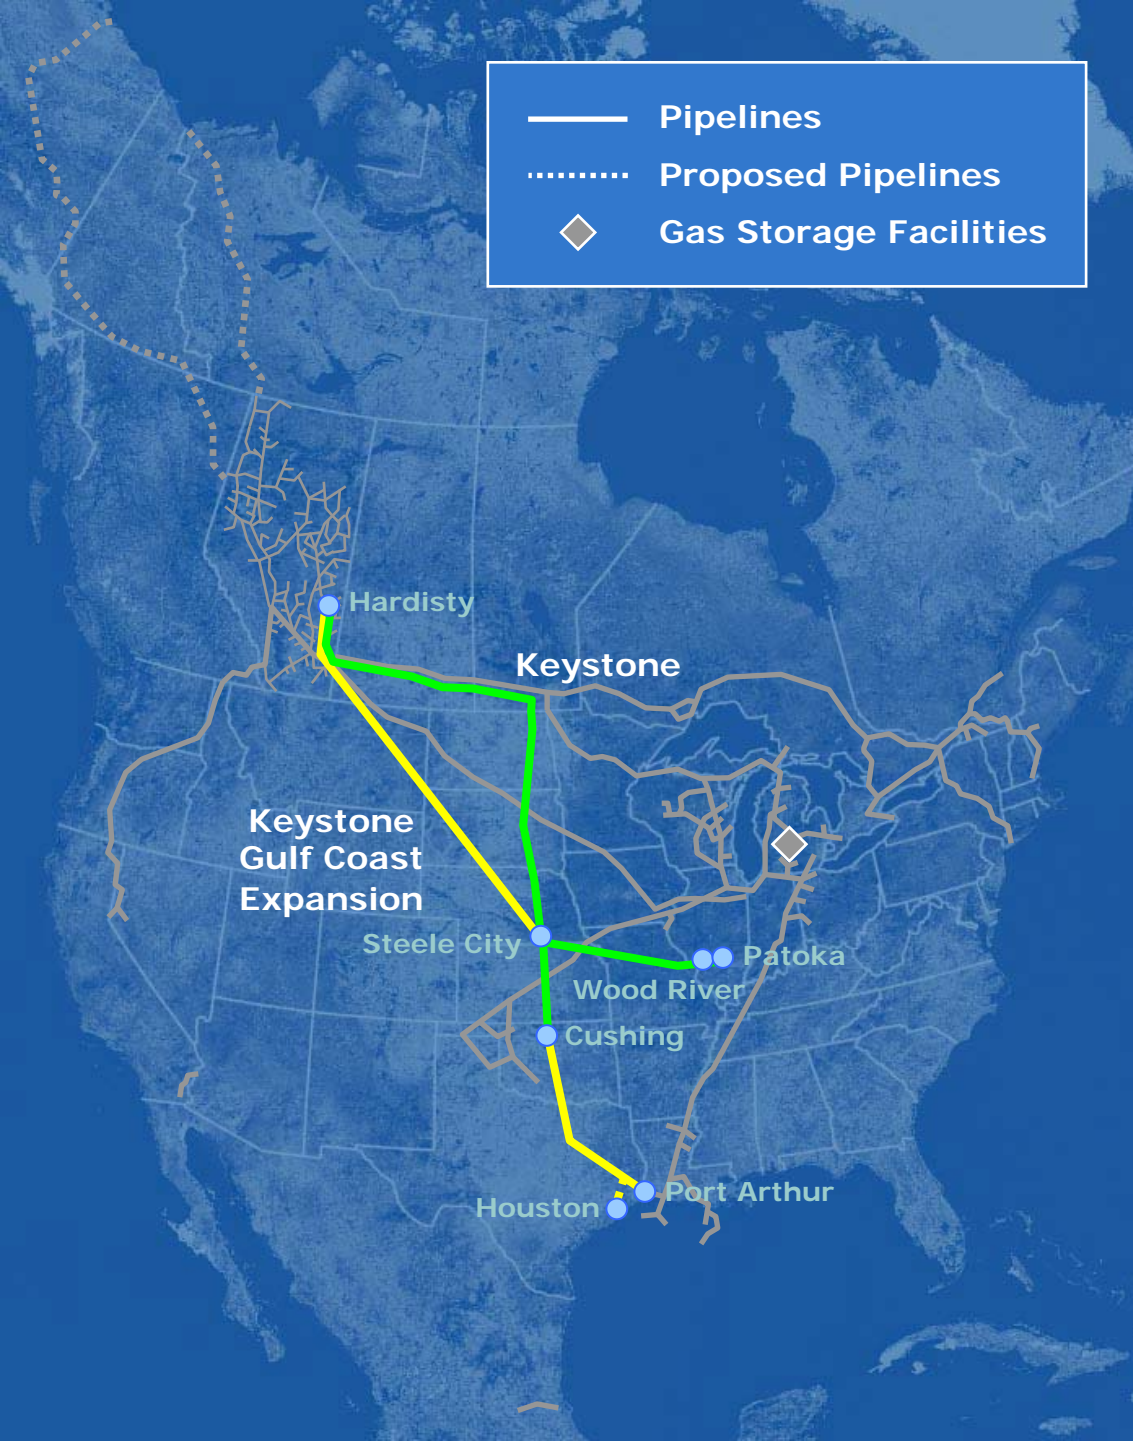 Pipelines
Proposed Pipelines
Gas Storage Facilities
Hardisty
Keystone
Keystone
Gulf Coast
Expansion
Steele City
Patoka
Wood River
Cushing
Port Arthur
Houston